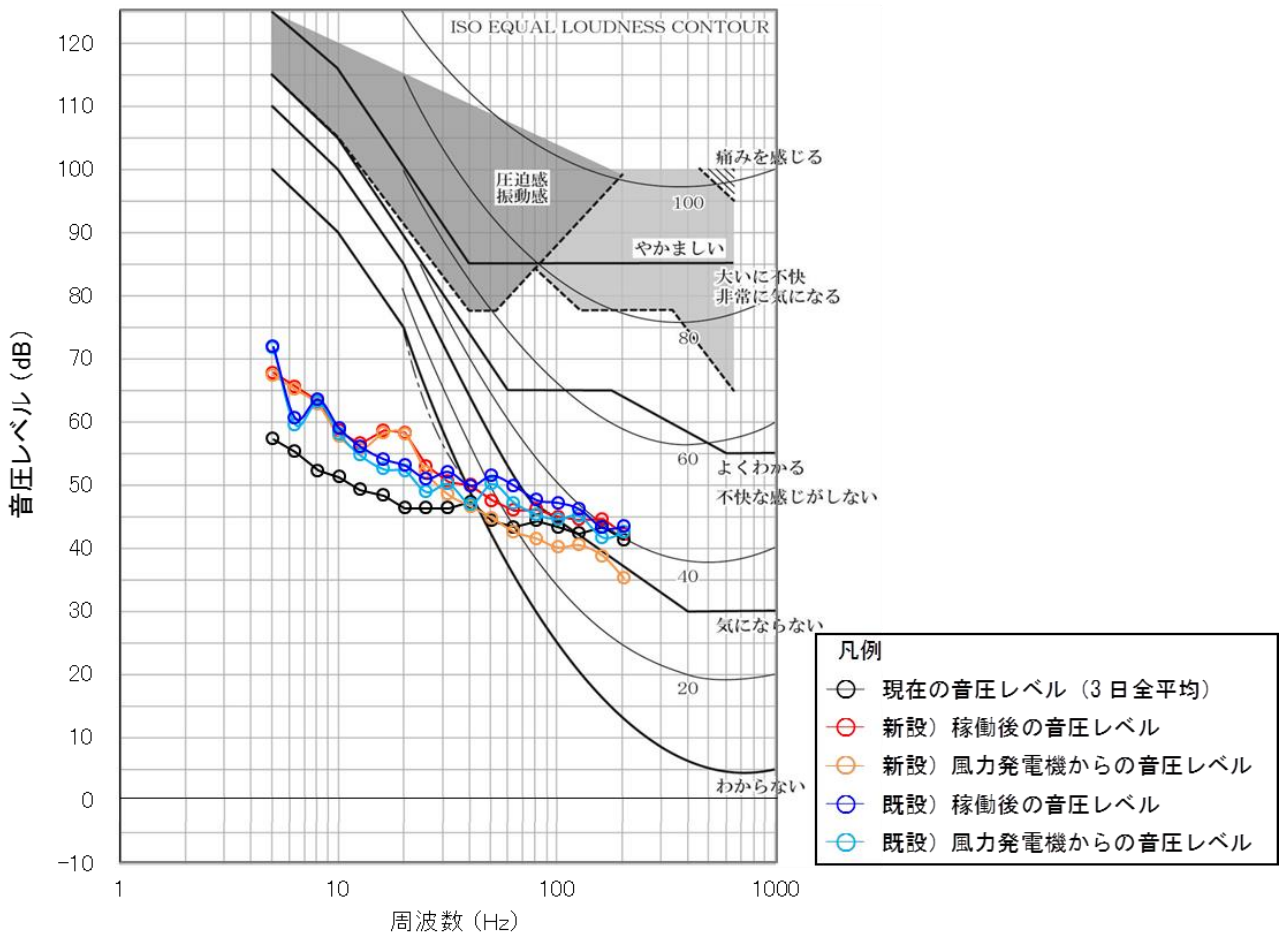 ISO EQUAL LOUDNESS CONTOUR
120
110
100
90
80
70
60
50
40
30
20
10
0
-10
音圧レベル (dB)
痛みを感じる
圧迫感
振動感
100
やかましい
大いに不快
非常に気になる
80
60
よくわかる
不快な感じがしない
40
気にならない
20
わからない
1
10
100
1000
周波数 (Hz)
凡例
現在の音圧レベル（3日全平均）
新設）稼働後の音圧レベル
新設）風力発電機からの音圧レベル
既設）稼働後の音圧レベル
既設）風力発電機からの音圧レベル